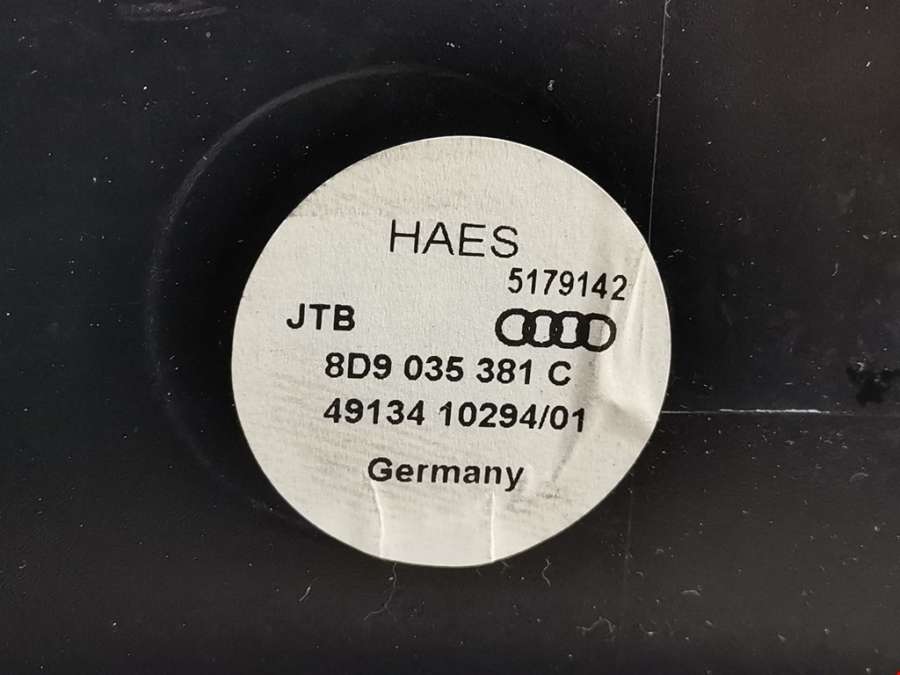 HAES
5179142
JTB
8D9 035 381 C
49134 10294/01
Germany